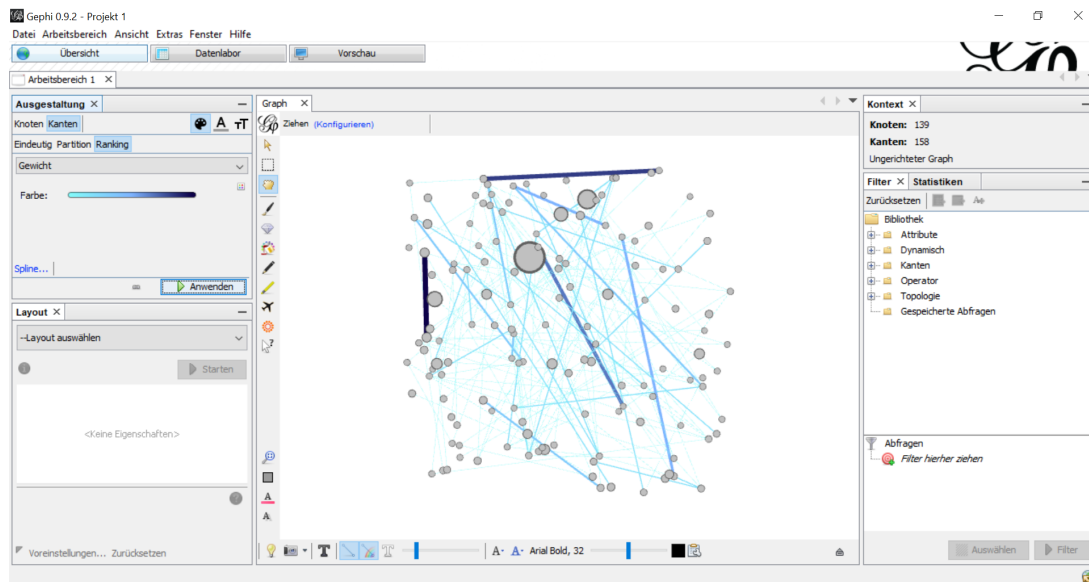 Gephi 0.9.2 - Projekt 1
Datei Arbeitsbereich Ansicht Extras Fenster Hilfe
Übersicht Datenlabor Vorschau
Arbeitsbereich 1
Ausgestaltung
Knoten Kanten
Eindeutig Partition Ranking
Gewicht
Farbe:
Spline...
Anwenden
Layout
--Layout auswählen
Starten
<Keine Eigenschaften>
Voreinstellungen... Zurücksetzen
Graph
Ziehen (Konfigurieren)
A- A- Arial Bold, 32
Kontext
Knoten: 139
Kanten: 158
Ungerichteter Graph
Filter Statistiken
Zurücksetzen
Bibliothek
Attribute
Dynamisch
Kanten
Operator
Topologie
Gespeicherte Abfragen
Abfragen
Filter hierher ziehen
Auswählen Filter